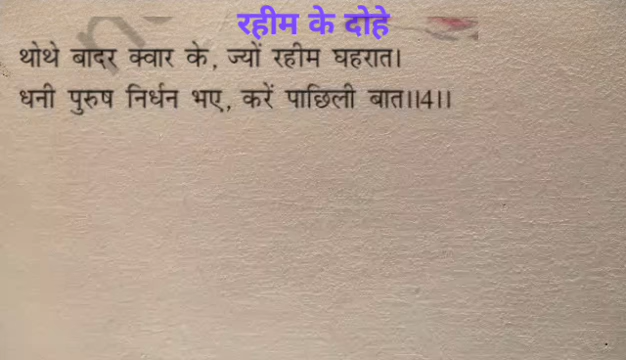 रहीम के दोहे
थोथे बादर क्वार के, ज्यों रहीम घहरात।
धनी पुरुष निर्धन भए, करें पाछिली बात।।4।।